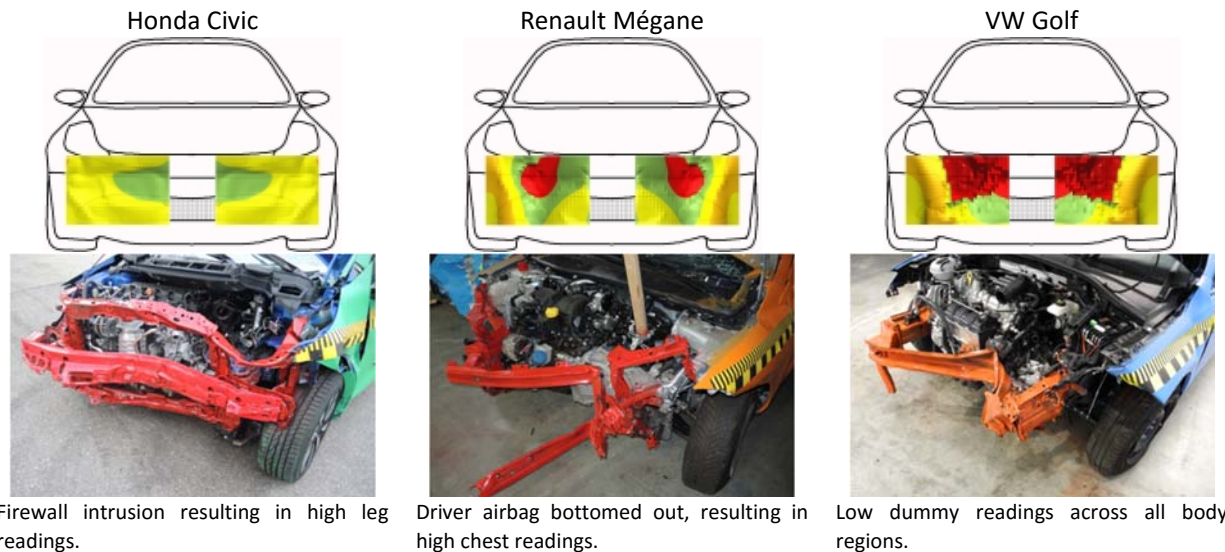 Honda Civic
Renault Mégane
VW Golf
Firewall intrusion resulting in high leg
readings.
Driver airbag bottomed out, resulting in
high chest readings.
Low dummy readings across all body
regions.